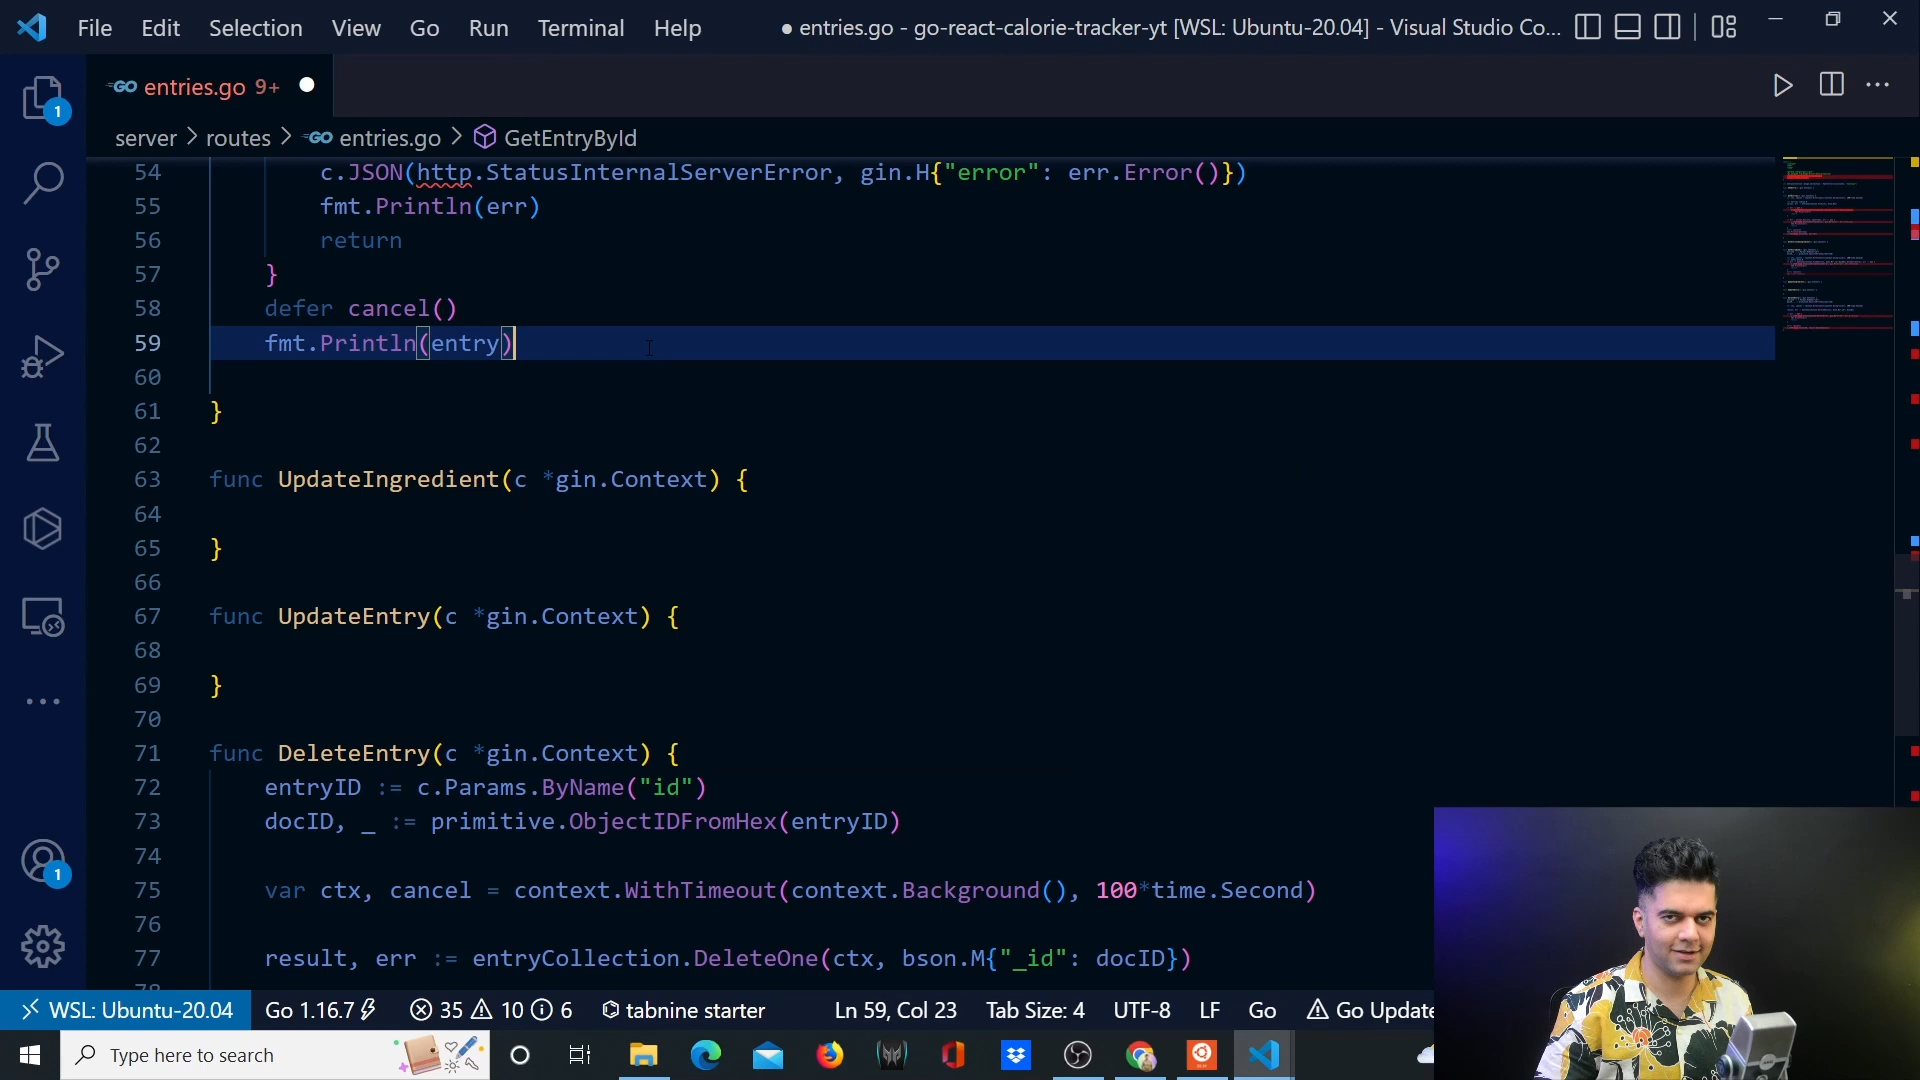 File Edit Selection View Go Run Terminal Help ● entries.go - go-react-calorie-tracker-yt [WSL: Ubuntu-20.04] - Visual Studio Co...
GO entries.go 9+
1
server > routes > GO entries.go > GetEntryById
54 c.JSON(http.StatusInternalServerError, gin.H{"error": err.Error()})
55 fmt.Println(err)
56 return
57 }
58 defer cancel()
59 fmt.Println(entry)
60
61 }
62
63 func UpdateIngredient(c *gin.Context) {
64
65 }
66
67 func UpdateEntry(c *gin.Context) {
68
69 }
70
71 func DeleteEntry(c *gin.Context) {
72 entryID := c.Params.ByName("id")
73 docID, _ := primitive.ObjectIDFromHex(entryID)
74
75 var ctx, cancel = context.WithTimeout(context.Background(), 100*time.Second)
76
77 result, err := entryCollection.DeleteOne(ctx, bson.M{"_id": docID})
1
WSL: Ubuntu-20.04 Go 1.16.7 35 10 6 tabnine starter Ln 59, Col 23 Tab Size: 4 UTF-8 LF Go Go Update
Type here to search